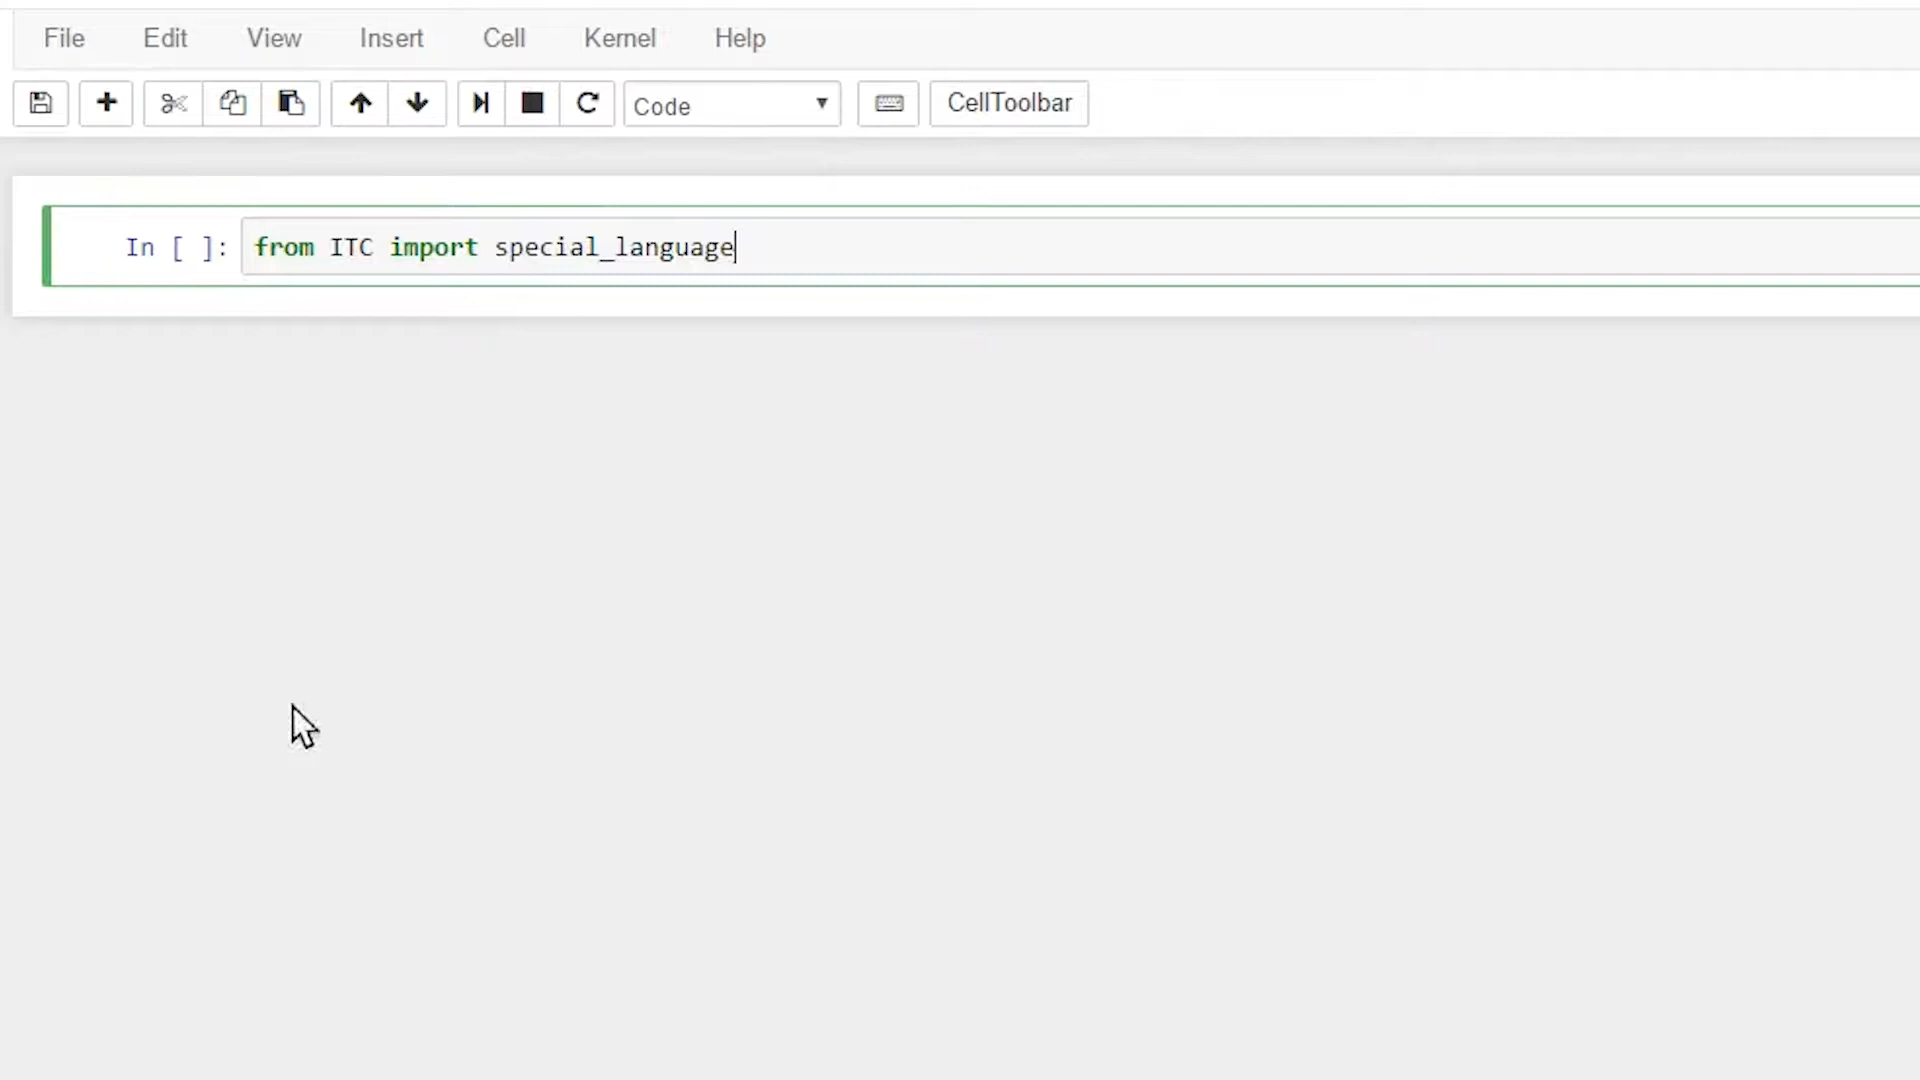 File Edit View Insert Cell Kernel Help
Code CellToolbar
In [ ]: from ITC import special_language